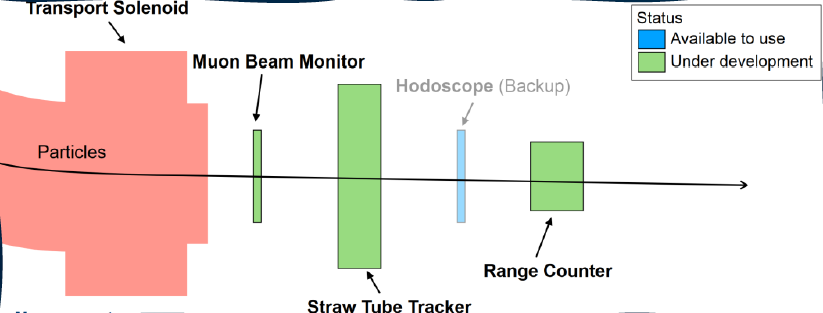 Transport Solenoid
Status
Available to use
Under development
Muon Beam Monitor
Hodoscope (Backup)
Particles
Range Counter
Straw Tube Tracker